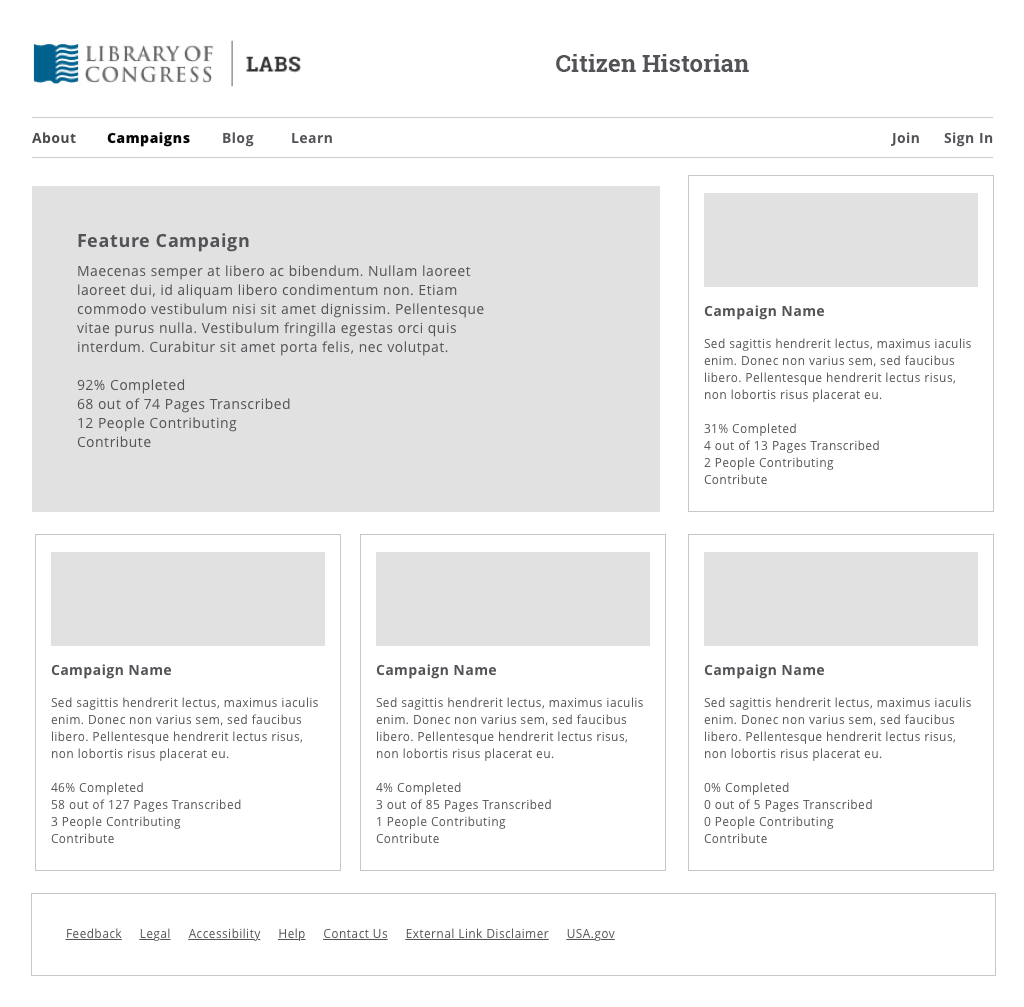 LIBRARY OF
CONGRESS
LABS
Citizen Historian
About Campaigns Blog Learn Join Sign In
Feature Campaign
Maecenas semper at libero ac bibendum. Nullam laoreet
laoreet dui, id aliquam libero condimentum non. Etiam
commodo vestibulum nisi sit amet dignissim. Pellentesque
vitae purus nulla. Vestibulum fringilla egestas orci quis
interdum. Curabitur sit amet porta felis, nec volutpat.
92% Completed
68 out of 74 Pages Transcribed
12 People Contributing
Contribute
Campaign Name
Sed sagittis hendrerit lectus, maximus iaculis
enim. Donec non varius sem, sed faucibus
libero. Pellentesque hendrerit lectus risus,
non lobortis risus placerat eu.
31% Completed
4 out of 13 Pages Transcribed
2 People Contributing
Contribute
Campaign Name
Sed sagittis hendrerit lectus, maximus iaculis
enim. Donec non varius sem, sed faucibus
libero. Pellentesque hendrerit lectus risus,
non lobortis risus placerat eu.
46% Completed
58 out of 127 Pages Transcribed
3 People Contributing
Contribute
Campaign Name
Sed sagittis hendrerit lectus, maximus iaculis
enim. Donec non varius sem, sed faucibus
libero. Pellentesque hendrerit lectus risus,
non lobortis risus placerat eu.
4% Completed
3 out of 85 Pages Transcribed
1 People Contributing
Contribute
Campaign Name
Sed sagittis hendrerit lectus, maximus iaculis
enim. Donec non varius sem, sed faucibus
libero. Pellentesque hendrerit lectus risus,
non lobortis risus placerat eu.
0% Completed
0 out of 5 Pages Transcribed
0 People Contributing
Contribute
Feedback Legal Accessibility Help Contact Us External Link Disclaimer USA.gov